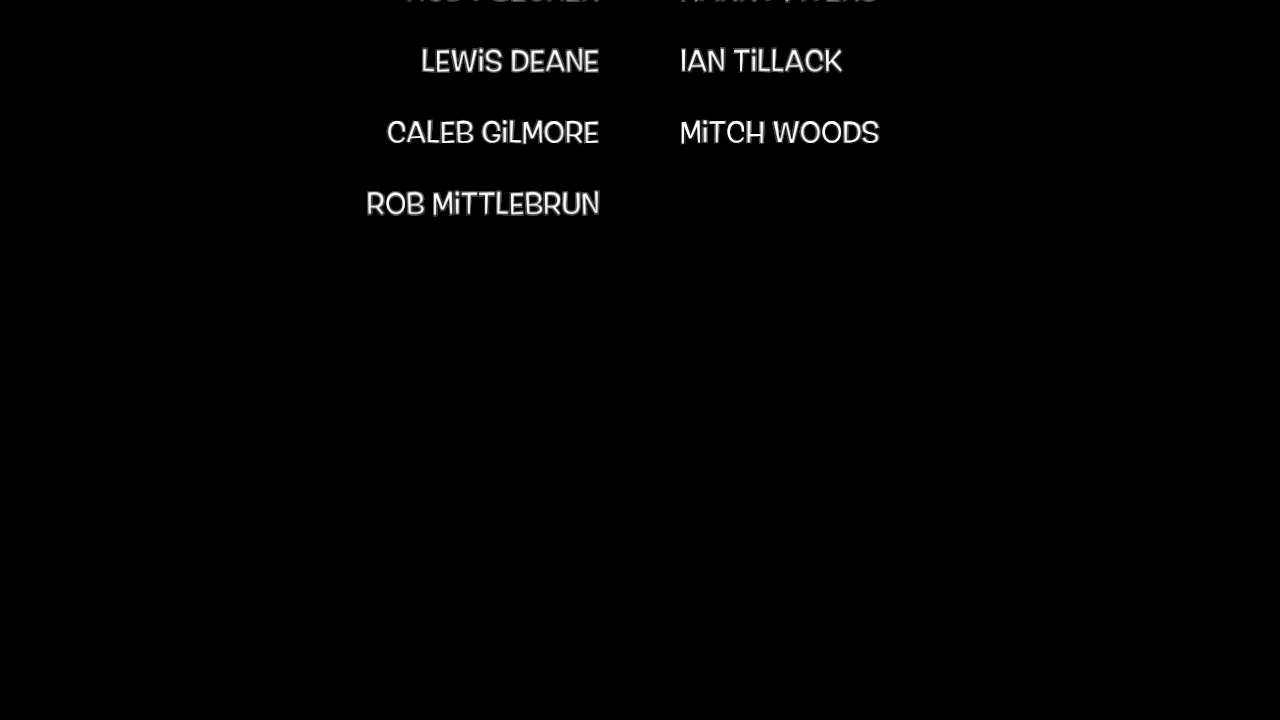 LEWiS DEANE IAN TiLLACK
CALEB GiLMORE MiTCH WOODS
ROB MiTTLEBRUN